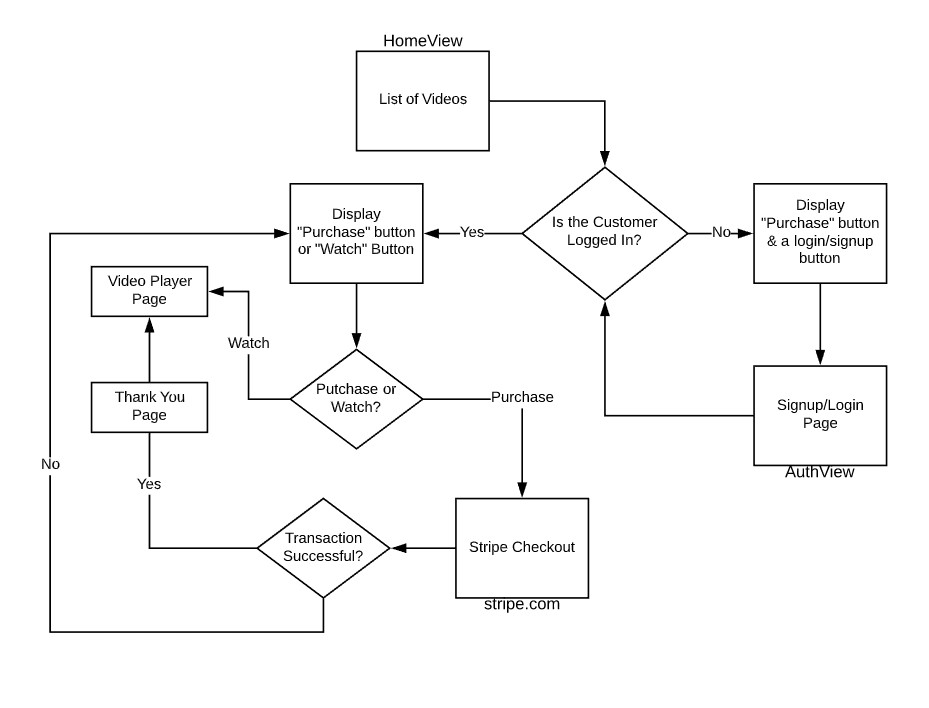 HomeView
List of Videos
Display
"Purchase" button
or "Watch" Button
Yes
Is the Customer
Logged In?
No
Display
"Purchase" button
& a login/signup
button
Video Player
Page
Watch
Putchase or
Watch?
Purchase
Thank You
Page
Signup/Login
Page
AuthView
No
Yes
Transaction
Successful?
Stripe Checkout
stripe.com